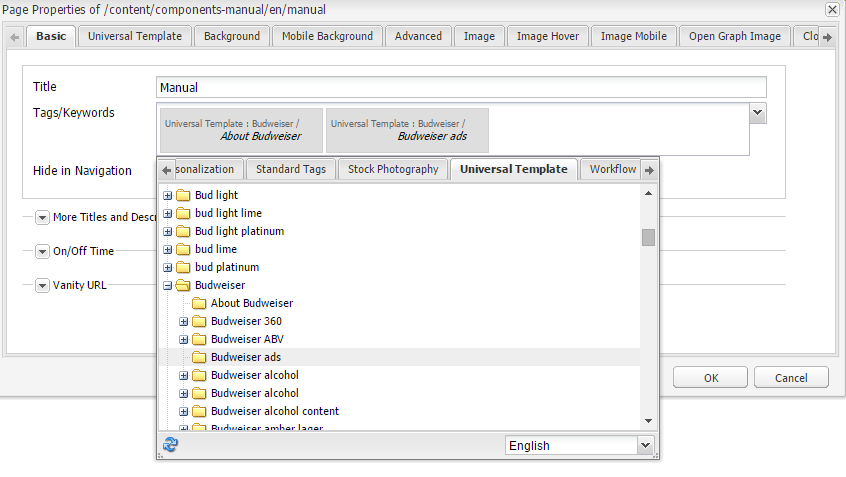 Page Properties of /content/components-manual/en/manual
Basic Universal Template Background Mobile Background Advanced Image Image Hover Image Mobile Open Graph Image Clo
Title Manual
Tags/Keywords
Universal Template : Budweiser / Universal Template : Budweiser /
About Budweiser Budweiser ads
Hide in Navigation
sonalization Standard Tags Stock Photography Universal Template Workflow
Bud light
bud light lime
More Titles and Descr
Bud light platinum
On/Off Time
bud lime
bud platinum
Vanity URL
Budweiser
About Budweiser
Budweiser 360
Budweiser ABV
Budweiser ads
Budweiser alcohol
OK Cancel
Budweiser alcohol
Budweiser alcohol content
Budweiser amber lager
English